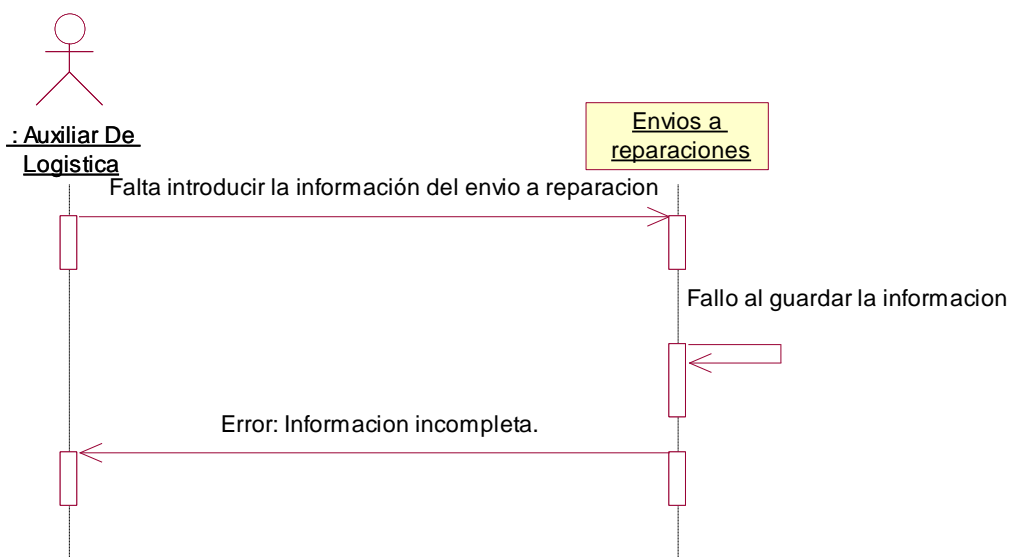 : Auxiliar De
Logistica
Envios a
reparaciones
Falta introducir la información del envio a reparacion
Fallo al guardar la informacion
Error: Informacion incompleta.